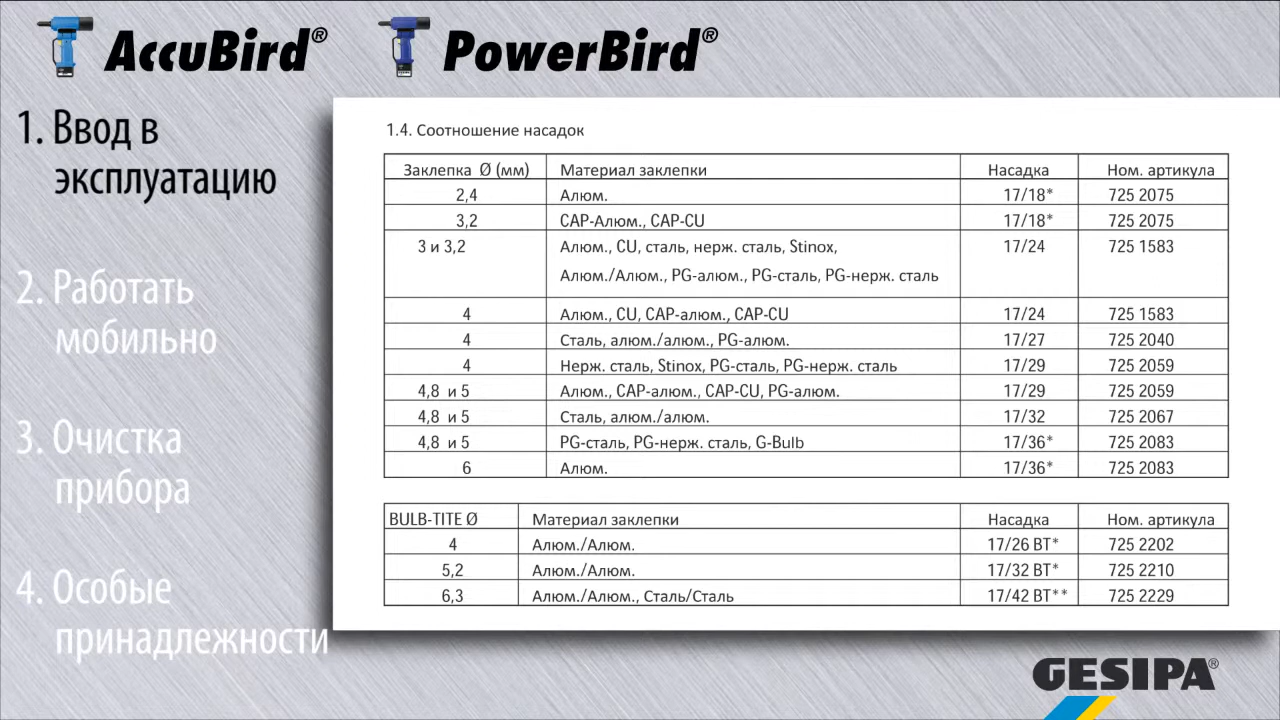 AccuBird® PowerBird®
1. Ввод в
эксплуатацию
2. Работать
мобильно
3. Очистка
прибора
4. Особые
принадлежности
1.4. Соотношение насадок
Заклепка Ø (мм) Материал заклепки Насадка Ном. артикула
2,4 Алюм. 17/18* 725 2075
3,2 CAP-Алюм., CAP-CU 17/18* 725 2075
3 и 3,2 Алюм., CU, сталь, нерж. сталь, Stinox, 17/24 725 1583
Алюм./Алюм., PG-алюм., PG-сталь, PG-нерж. сталь
4 Алюм., CU, CAP-алюм., CAP-CU 17/24 725 1583
4 Сталь, алюм./алюм., PG-алюм. 17/27 725 2040
4 Нерж. сталь, Stinox, PG-сталь, PG-нерж. сталь 17/29 725 2059
4,8 и 5 Алюм., CAP-алюм., CAP-CU, PG-алюм. 17/29 725 2059
4,8 и 5 Сталь, алюм./алюм. 17/32 725 2067
4,8 и 5 PG-сталь, PG-нерж. сталь, G-Bulb 17/36* 725 2083
6 Алюм. 17/36* 725 2083
BULB-TITE Ø Материал заклепки Насадка Ном. артикула
4 Алюм./Алюм. 17/26 BT* 725 2202
5,2 Алюм./Алюм. 17/32 BT* 725 2210
6,3 Алюм./Алюм., Сталь/Сталь 17/42 BT** 725 2229
GESIPA®